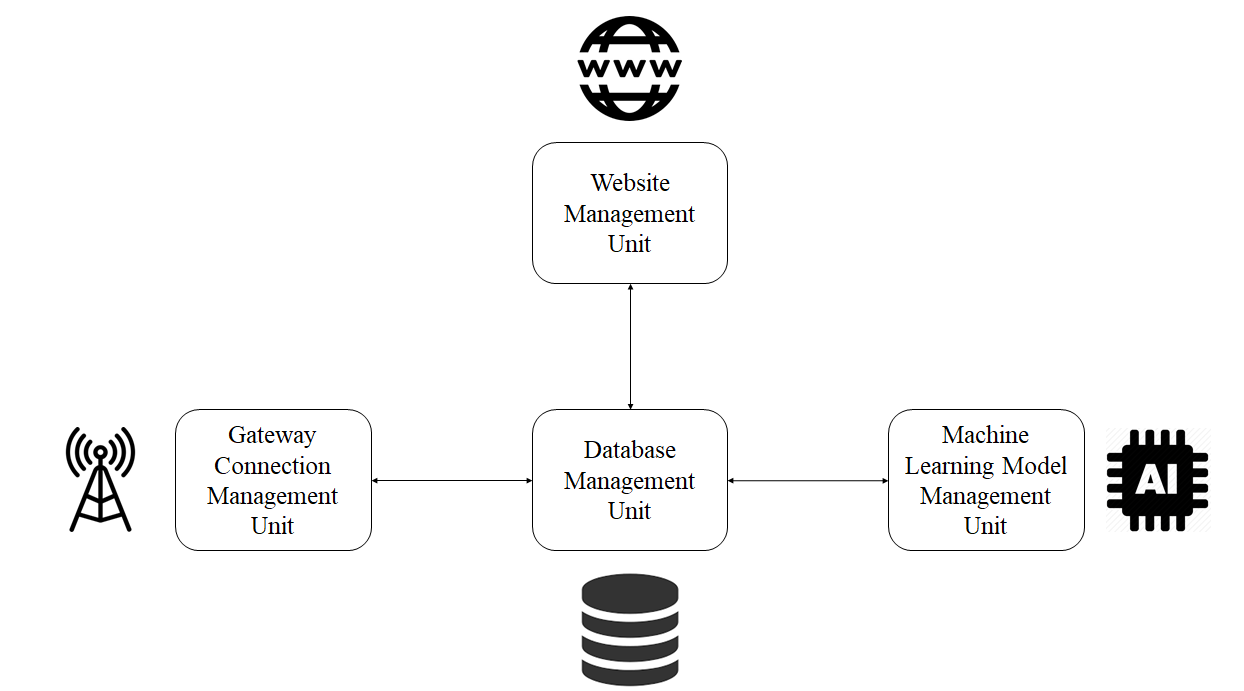 WWW
Website
Management
Unit
Gateway
Connection
Management
Unit
Database
Management
Unit
Machine
Learning Model
Management
Unit
AI